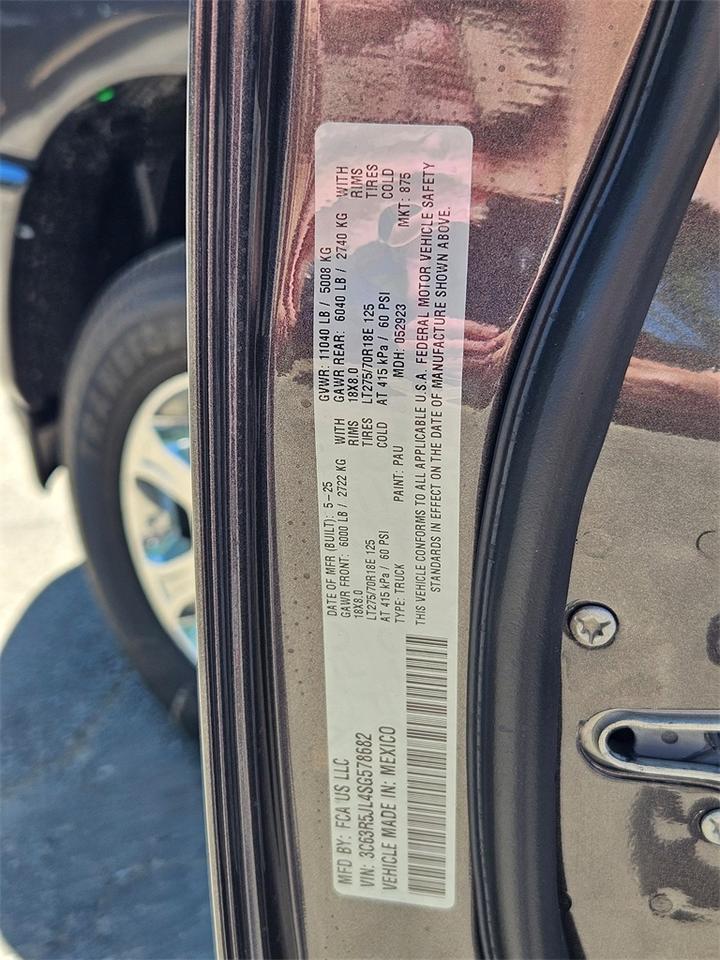 MFD BY: FCA US LLC
VIN: 3C63R5JL4SG578682
VEHICLE MADE IN: MEXICO
DATE OF MFR (BUILT): 5-25
GAWR FRONT: 6000 LB / 2722 KG WITH
18X8.0 RIMS
LT275/70R18E 125 TIRES
AT 415 kPa / 60 PSI COLD
TYPE: TRUCK PAINT: PAU
GVWR: 11040 LB / 5008 KG
GAWR REAR: 6040 LB / 2740 KG WITH
18X8.0 RIMS
LT275/70R18E 125 TIRES
AT 415 kPa / 60 PSI COLD
MDH: 052923 MKT: 875
THIS VEHICLE CONFORMS TO ALL APPLICABLE U.S.A. FEDERAL MOTOR VEHICLE SAFETY
STANDARDS IN EFFECT ON THE DATE OF MANUFACTURE SHOWN ABOVE.